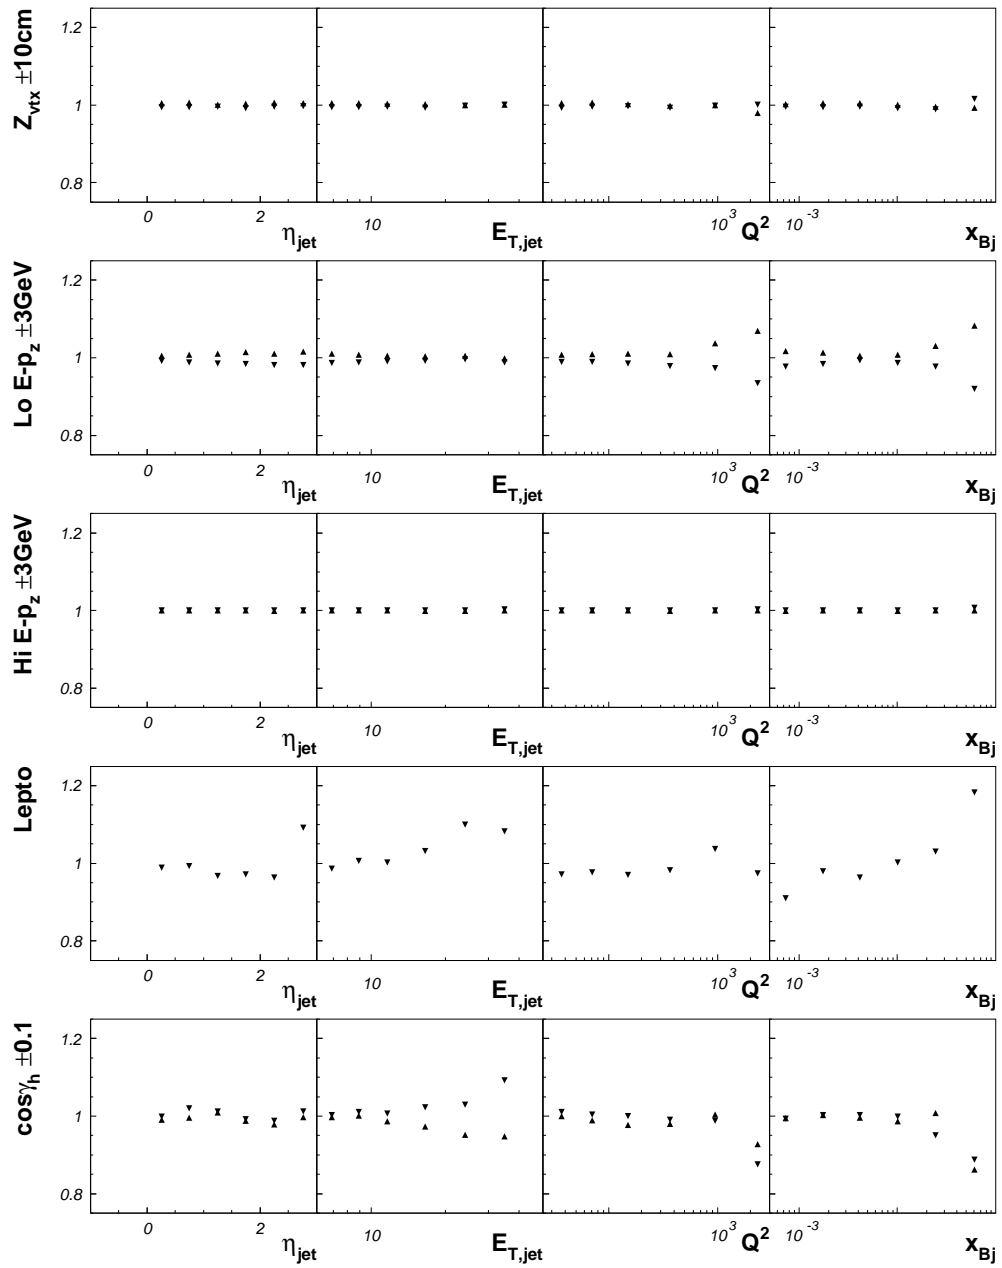 Z_vtx ±10cm
1.2
1
0.8
0 2 10 10^3 10^-3
η_jet E_T,jet Q^2 x_Bj
Lo E-p_z ±3GeV
1.2
1
0.8
0 2 10 10^3 10^-3
η_jet E_T,jet Q^2 x_Bj
Hi E-p_z ±3GeV
1.2
1
0.8
0 2 10 10^3 10^-3
η_jet E_T,jet Q^2 x_Bj
Lepto
1.2
1
0.8
0 2 10 10^3 10^-3
η_jet E_T,jet Q^2 x_Bj
cosγ_h ±0.1
1.2
1
0.8
0 2 10 10^3 10^-3
η_jet E_T,jet Q^2 x_Bj